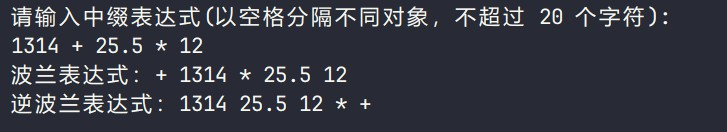 请输入中缀表达式(以空格分隔不同对象，不超过 20 个字符):
1314 + 25.5 * 12
波兰表达式: + 1314 * 25.5 12
逆波兰表达式: 1314 25.5 12 * +